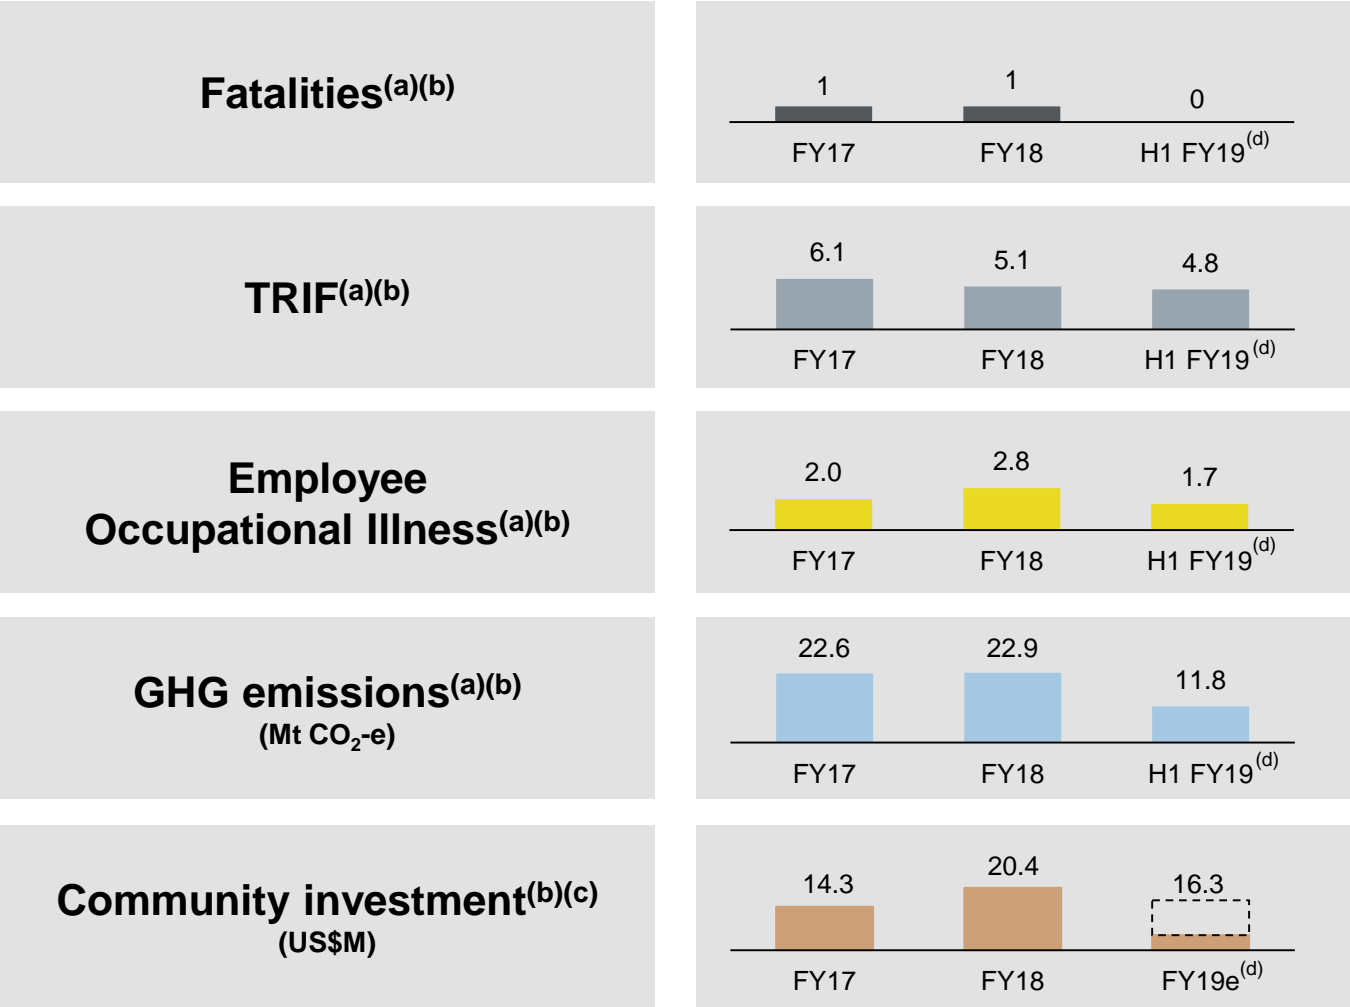 Fatalities(a)(b)
1
1
0
FY17
FY18
H1 FY19(d)
TRIF(a)(b)
6.1
5.1
4.8
FY17
FY18
H1 FY19(d)
Employee
Occupational Illness(a)(b)
2.0
2.8
1.7
FY17
FY18
H1 FY19(d)
GHG emissions(a)(b)
(Mt CO2-e)
22.6
22.9
11.8
FY17
FY18
H1 FY19(d)
Community investment(b)(c)
(US$M)
14.3
20.4
16.3
FY17
FY18
FY19e(d)